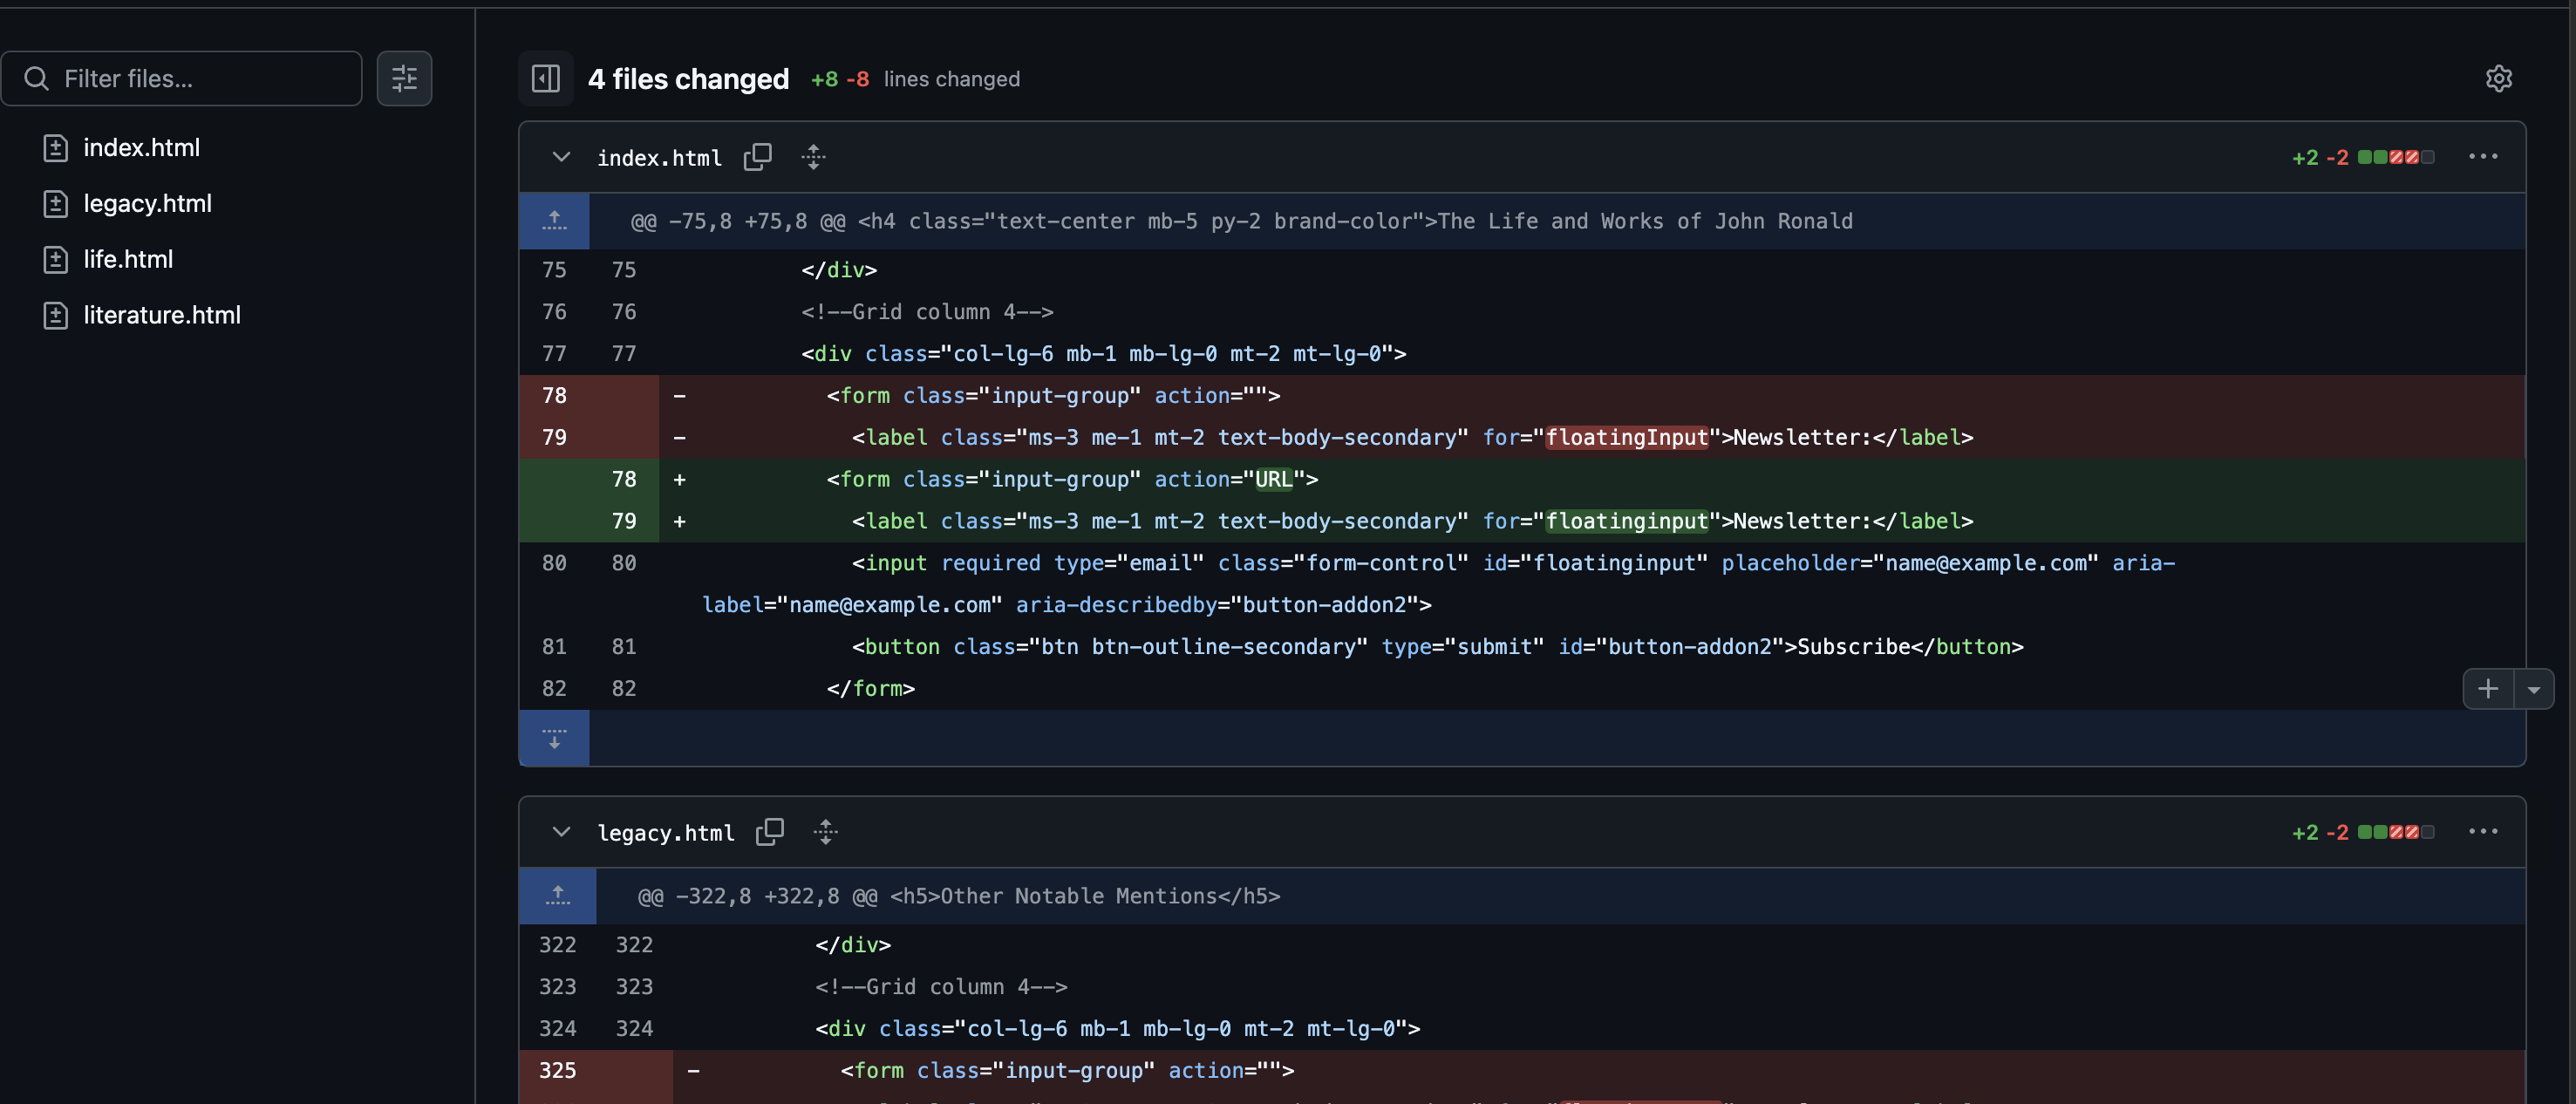 Filter files...
index.html
legacy.html
life.html
literature.html
4 files changed +8 -8 lines changed
index.html +2 -2
@@ -75,8 +75,8 @@ <h4 class="text-center mb-5 py-2 brand-color">The Life and Works of John Ronald
75 75 </div>
76 76 <!--Grid column 4-->
77 77 <div class="col-lg-6 mb-1 mb-lg-0 mt-2 mt-lg-0">
78 - <form class="input-group" action="">
79 - <label class="ms-3 me-1 mt-2 text-body-secondary" for="floatingInput">Newsletter:</label>
78 + <form class="input-group" action="URL">
79 + <label class="ms-3 me-1 mt-2 text-body-secondary" for="floatinginput">Newsletter:</label>
80 80 <input required type="email" class="form-control" id="floatinginput" placeholder="name@example.com" aria-
label="name@example.com" aria-describedby="button-addon2">
81 81 <button class="btn btn-outline-secondary" type="submit" id="button-addon2">Subscribe</button>
82 82 </form>
legacy.html +2 -2
@@ -322,8 +322,8 @@ <h5>Other Notable Mentions</h5>
322 322 </div>
323 323 <!--Grid column 4-->
324 324 <div class="col-lg-6 mb-1 mb-lg-0 mt-2 mt-lg-0">
325 - <form class="input-group" action="">